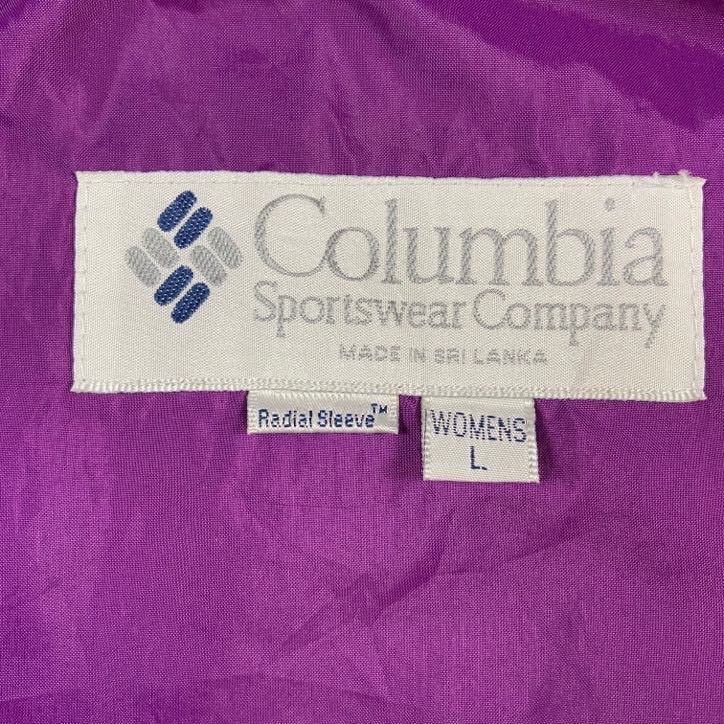 Columbia
Sportswear Company
MADE IN SRI LANKA
Radial Sleeve™
WOMENS
L